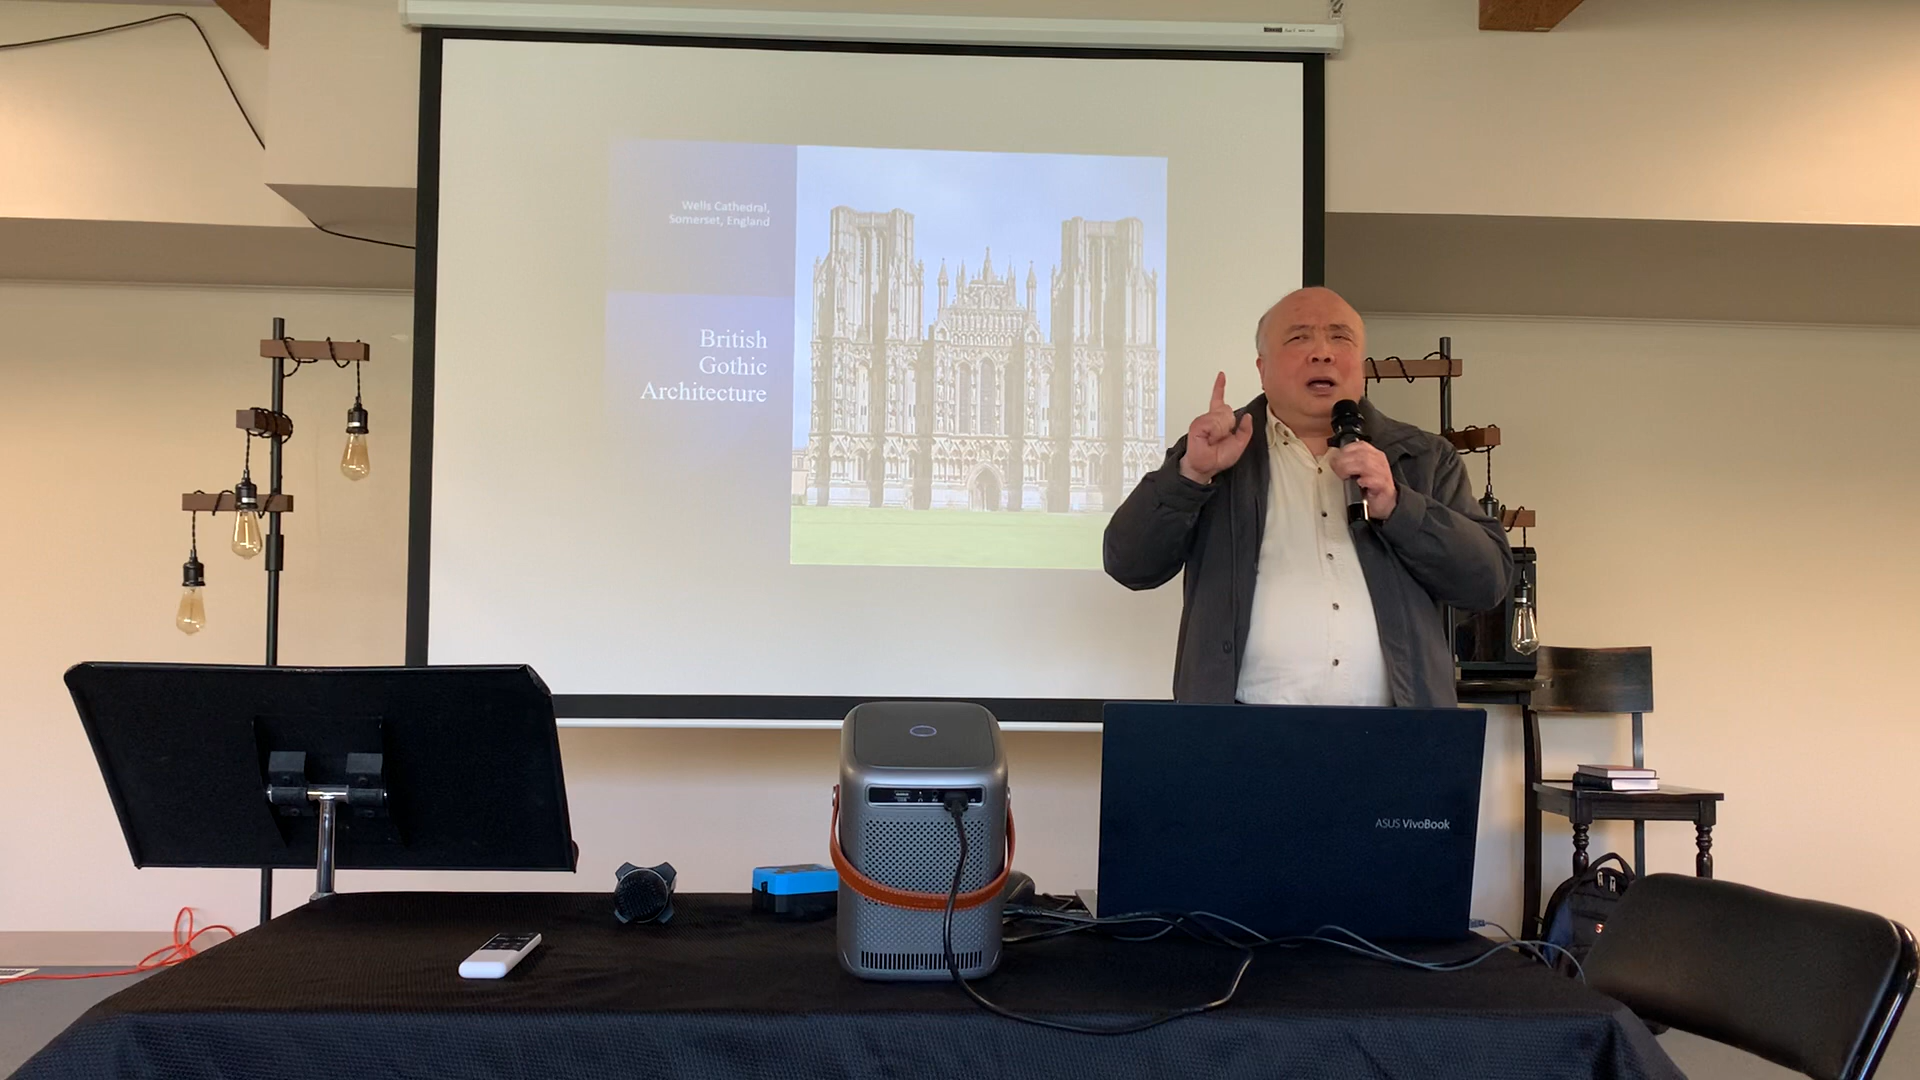 Wells Cathedral,
Somerset, England
British
Gothic
Architecture
ASUS VivoBook